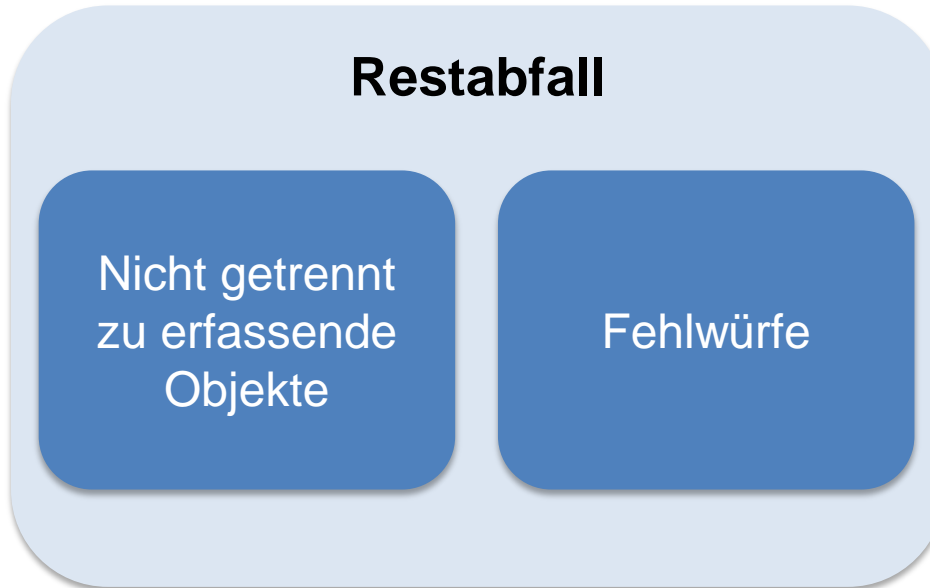 Restabfall
Nicht getrennt
zu erfassende
Objekte
Fehlwürfe